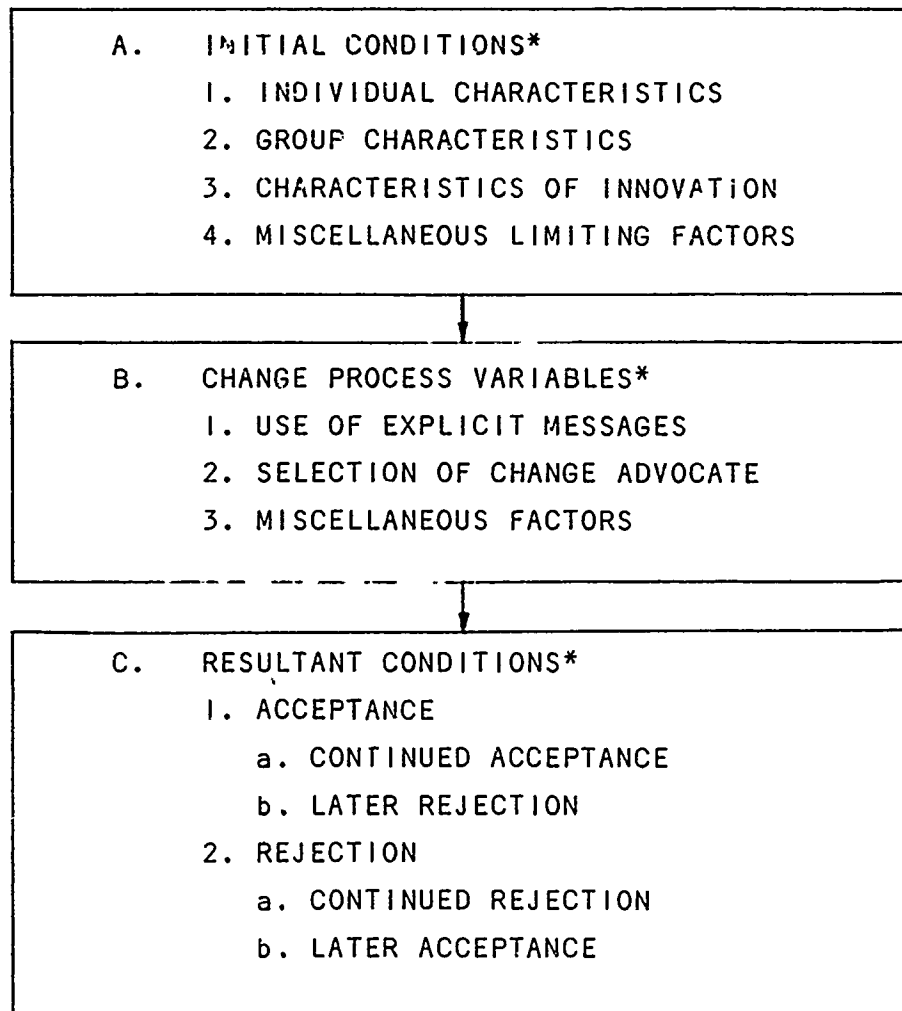 A. INITIAL CONDITIONS*
1. INDIVIDUAL CHARACTERISTICS
2. GROUP CHARACTERISTICS
3. CHARACTERISTICS OF INNOVATION
4. MISCELLANEOUS LIMITING FACTORS
B. CHANGE PROCESS VARIABLES*
1. USE OF EXPLICIT MESSAGES
2. SELECTION OF CHANGE ADVOCATE
3. MISCELLANEOUS FACTORS
C. RESULTANT CONDITIONS*
1. ACCEPTANCE
a. CONTINUED ACCEPTANCE
b. LATER REJECTION
2. REJECTION
a. CONTINUED REJECTION
b. LATER ACCEPTANCE